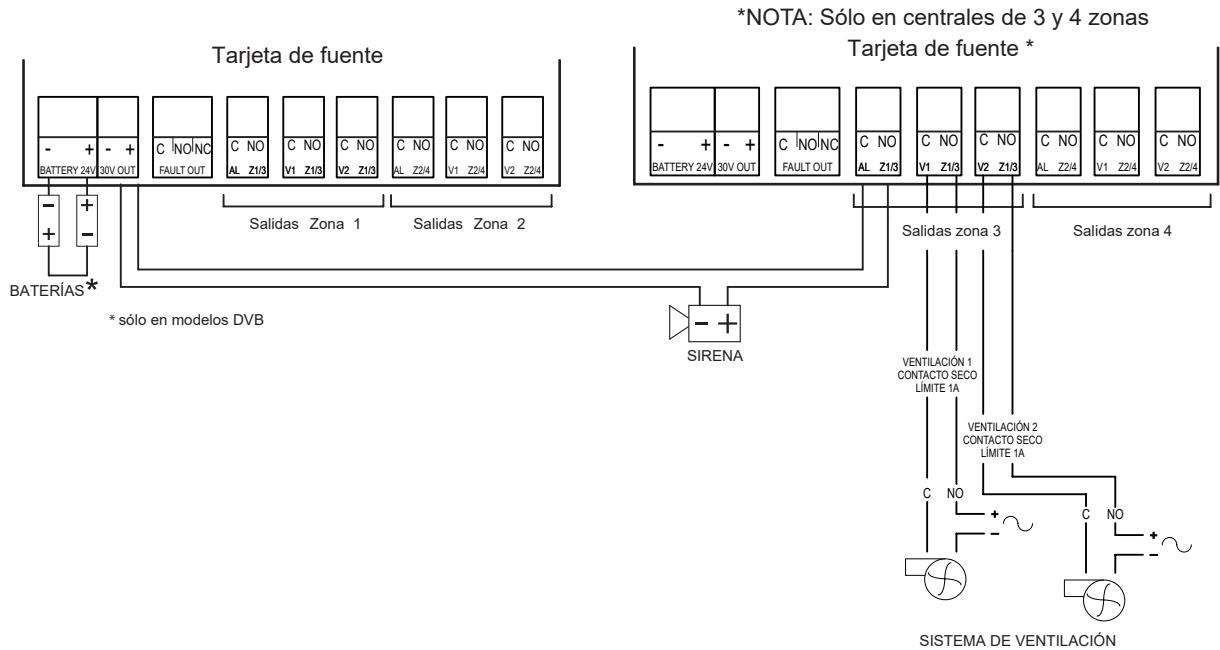 *NOTA: Sólo en centrales de 3 y 4 zonas
Tarjeta de fuente
Tarjeta de fuente *
- + - + C NO NC C NO C NO C NO C NO C NO C NO
BATTERY 24V 30V OUT FAULT OUT AL Z1/3 V1 Z1/3 V2 Z1/3 AL Z2/4 V1 Z2/4 V2 Z2/4
- + - + C NO NC C NO C NO C NO C NO C NO C NO
BATTERY 24V 30V OUT FAULT OUT AL Z1/3 V1 Z1/3 V2 Z1/3 AL Z2/4 V1 Z2/4 V2 Z2/4
- +
+ -
Salidas Zona 1
Salidas Zona 2
Salidas zona 3
Salidas zona 4
BATERÍAS*
* sólo en modelos DVB
- +
SIRENA
VENTILACIÓN 1
CONTACTO SECO
LÍMITE 1A
VENTILACIÓN 2
CONTACTO SECO
LÍMITE 1A
C NO
+
-
C NO
+
-
SISTEMA DE VENTILACIÓN